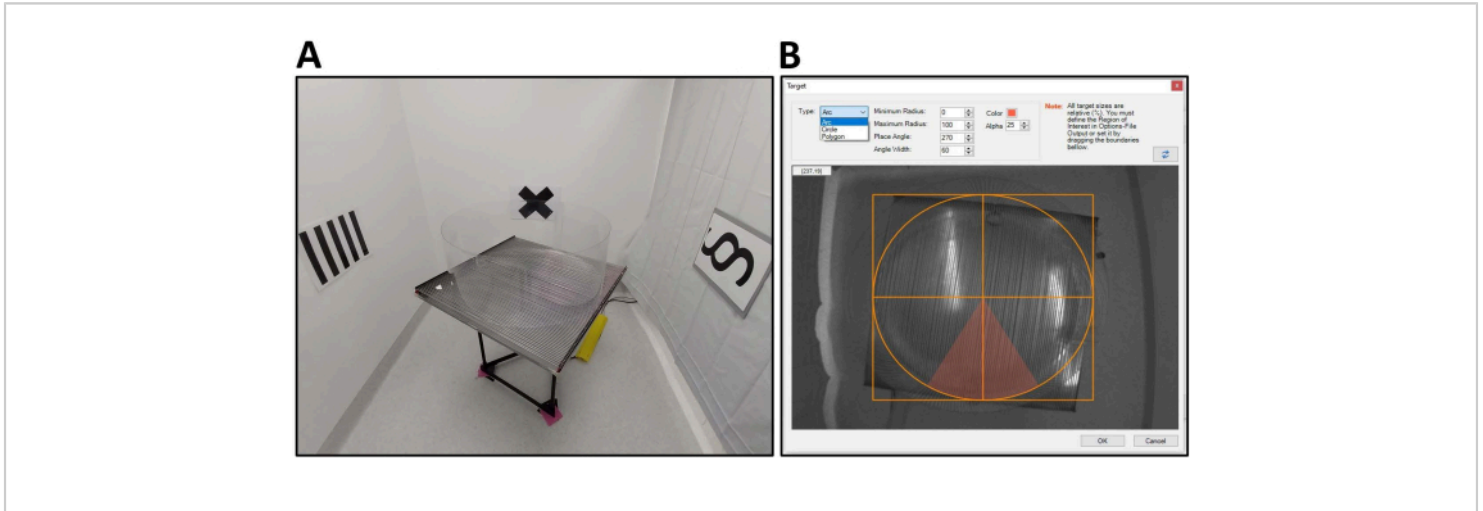 A
B
Target
Type: Arc
Arc
Circle
Polygon
Minimum Radius: 0
Maximum Radius: 100
Place Angle: 270
Angle Width: 60
Color
Alpha 25
Note: All target sizes are
relative (%). You must
define the Region of
Interest in Options-File
Output or set it by
dragging the boundaries
bellow.
§
OK
Cancel